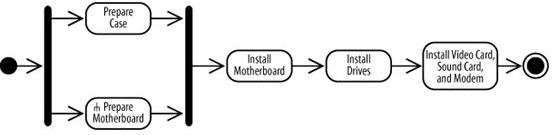 Prepare
Case
Prepare
Motherboard
Install
Motherboard
Install
Drives
Install Video Card,
Sound Card,
and Modem